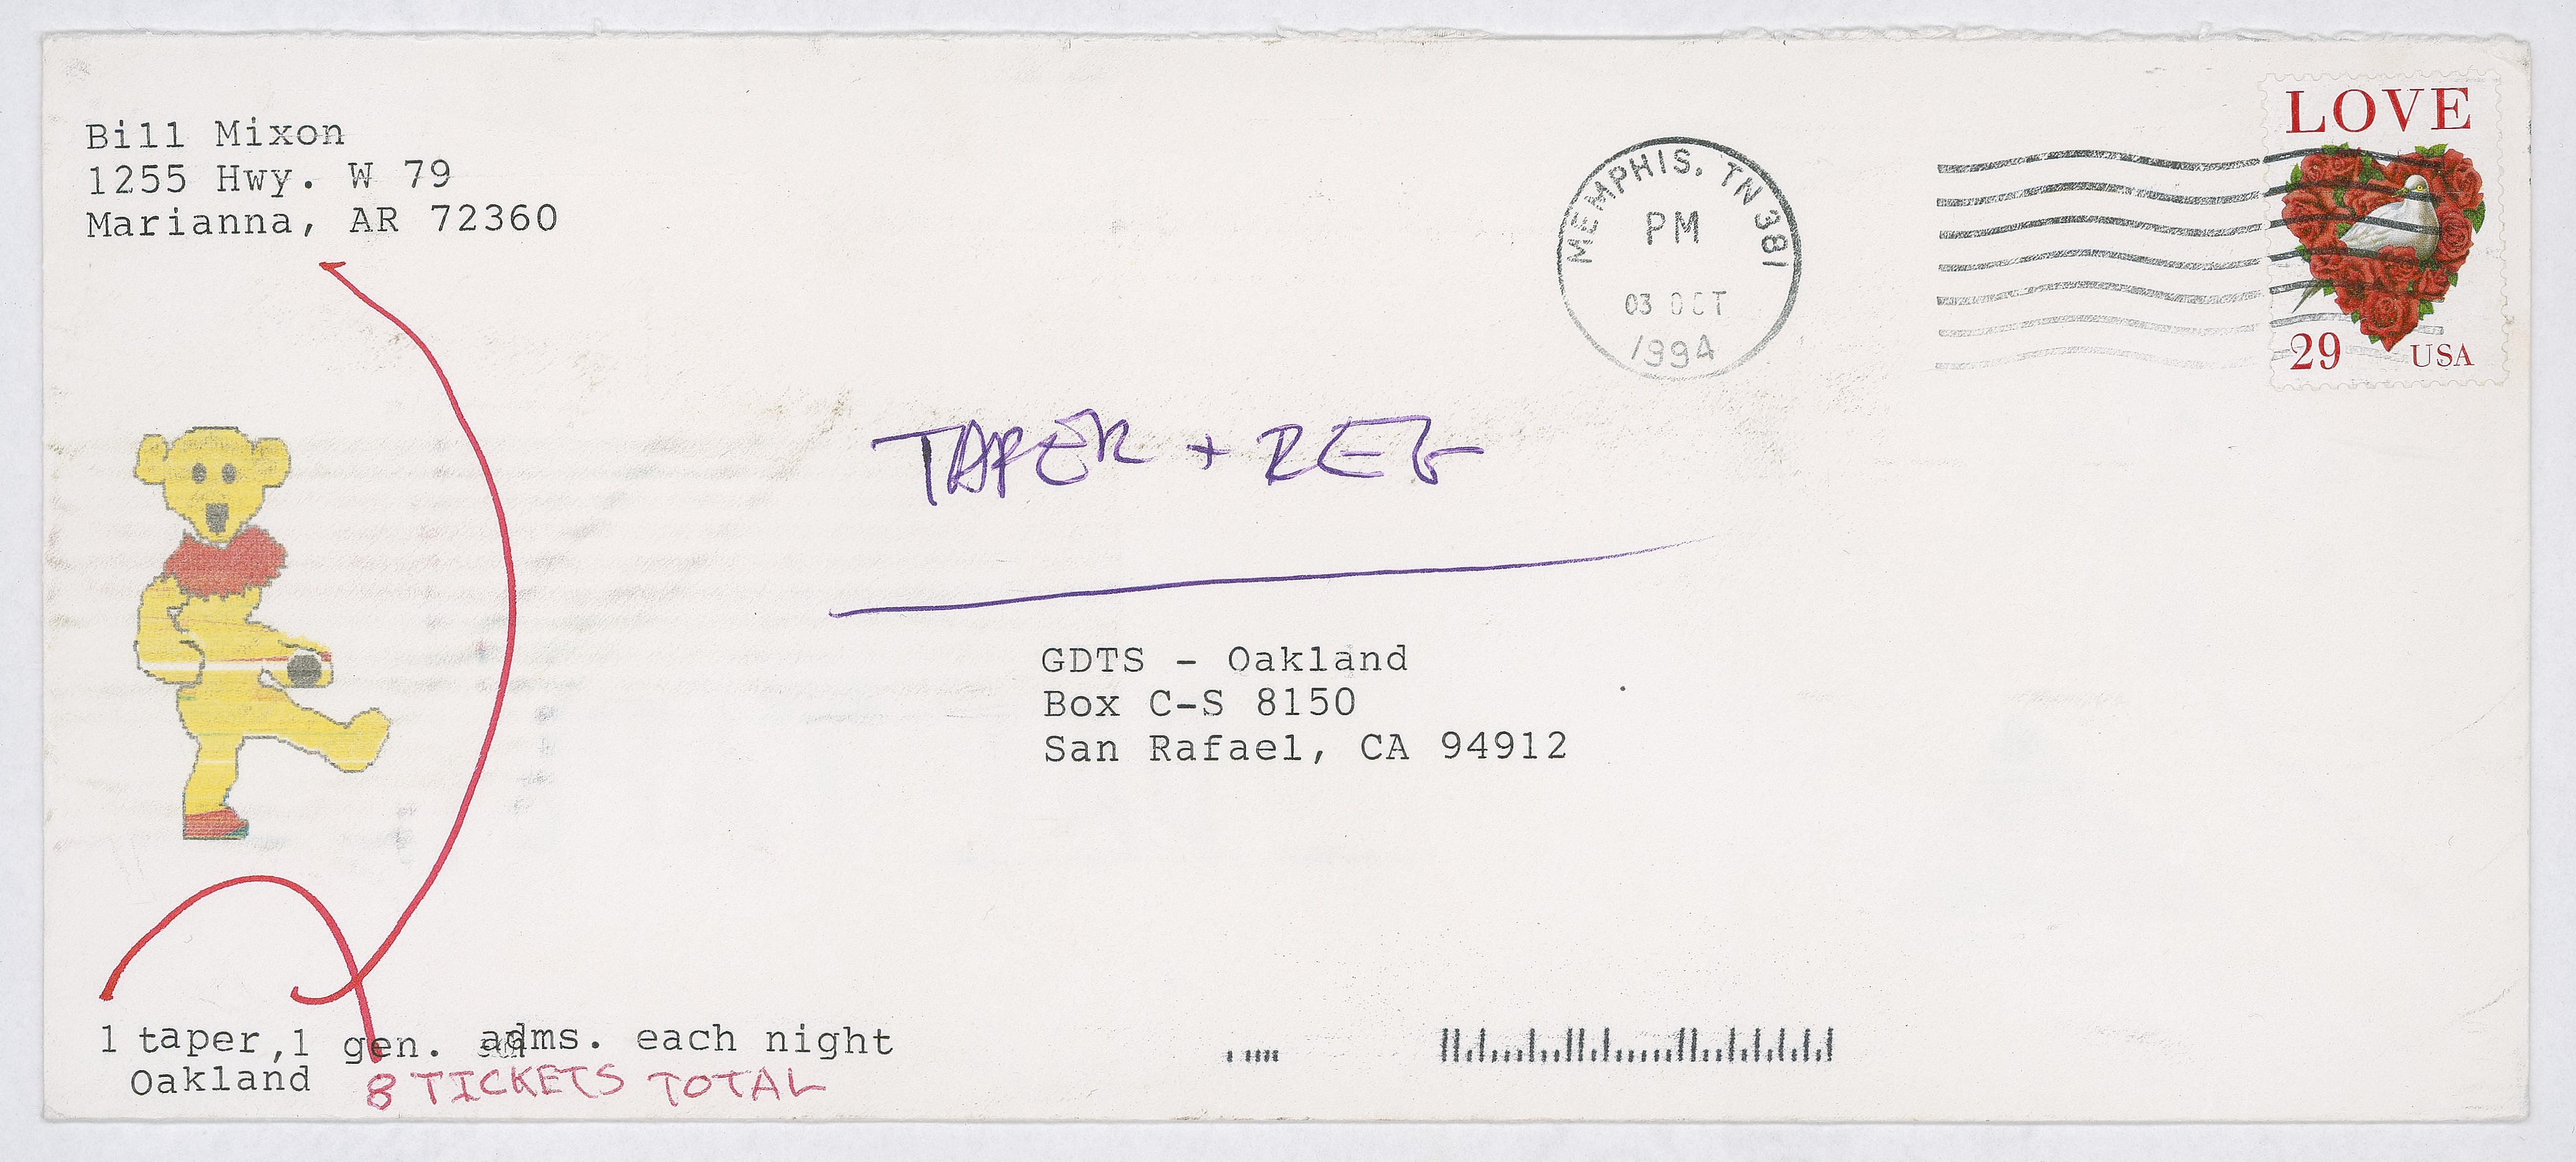 Bill Mixon
1255 Hwy. W 79
Marianna, AR 72360
MEMPHIS, TN 381
PM
03 OCT
1994
LOVE
29 USA
TAPER + REG
GDTS - Oakland
Box C-S 8150
San Rafael, CA 94912
1 taper,1 gen. adms. each night
Oakland 8 TICKETS TOTAL